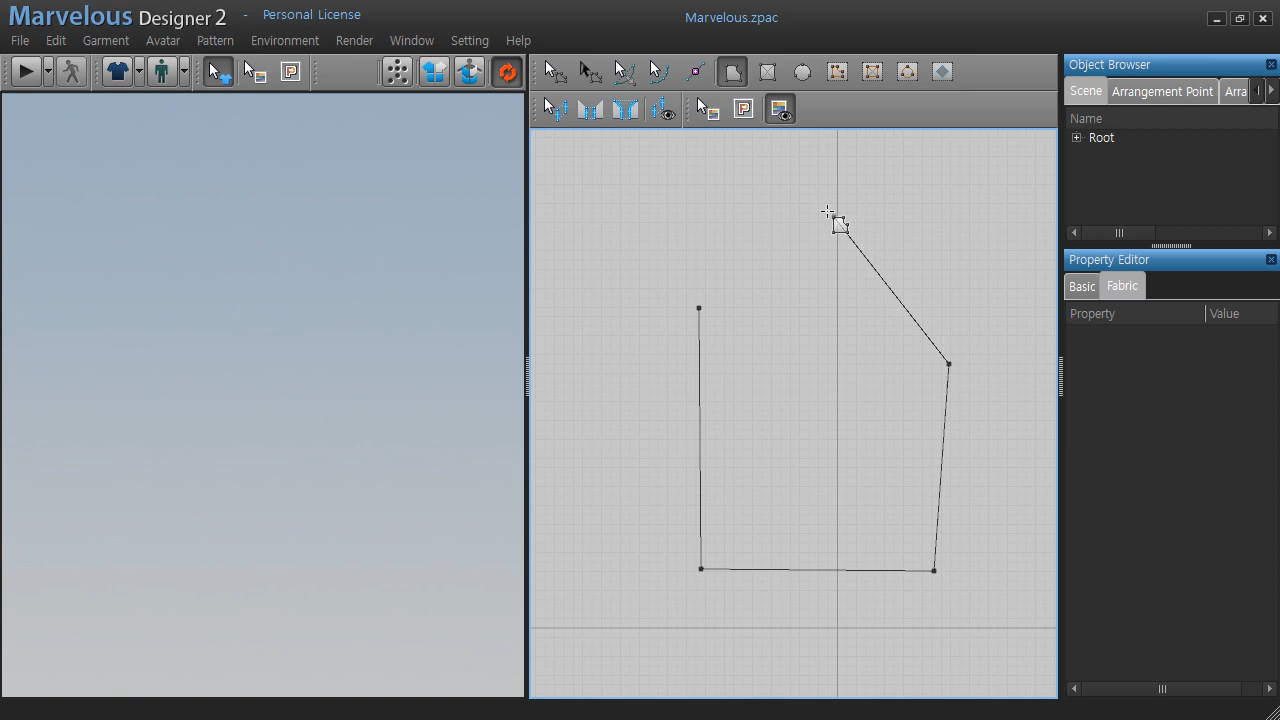 Marvelous Designer 2 - Personal License Marvelous.zpac
File Edit Garment Avatar Pattern Environment Render Window Setting Help
Object Browser
Scene Arrangement Point Arra
Name
Root
Property Editor
Basic Fabric
Property Value